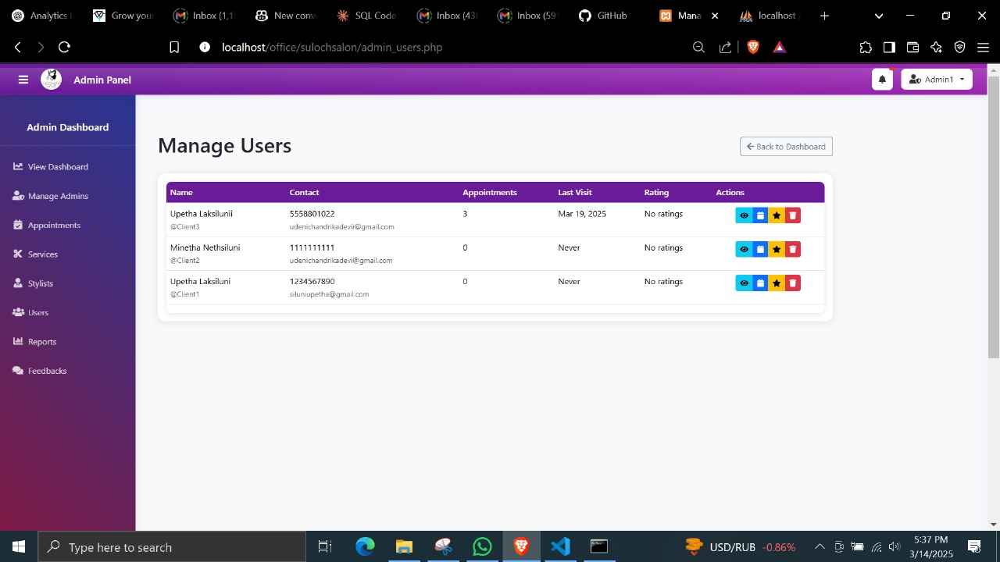 Analytics
Grow your
Inbox (1,1
New conv
SQL Code
Inbox (43
Inbox (591
GitHub
Mana
localhost /
localhost/office/sulochsalon/admin_users.php
Admin Panel
Admin1
Admin Dashboard
View Dashboard
Manage Admins
Appointments
Services
Stylists
Users
Reports
Feedbacks
Manage Users
Back to Dashboard
Name Contact Appointments Last Visit Rating Actions
Upetha Laksilunii 5558801022 3 Mar 19, 2025 No ratings
@Client3 udenichandrikadevii@gmail.com
Minetha Nethsiluni 1111111111 0 Never No ratings
@Client2 udenichandrikadevi@gmail.com
Upetha Laksiluni 1234567890 0 Never No ratings
@Client1 siluniupetha@gmail.com
Type here to search
USD/RUB -0.86%
5:37 PM
3/14/2025